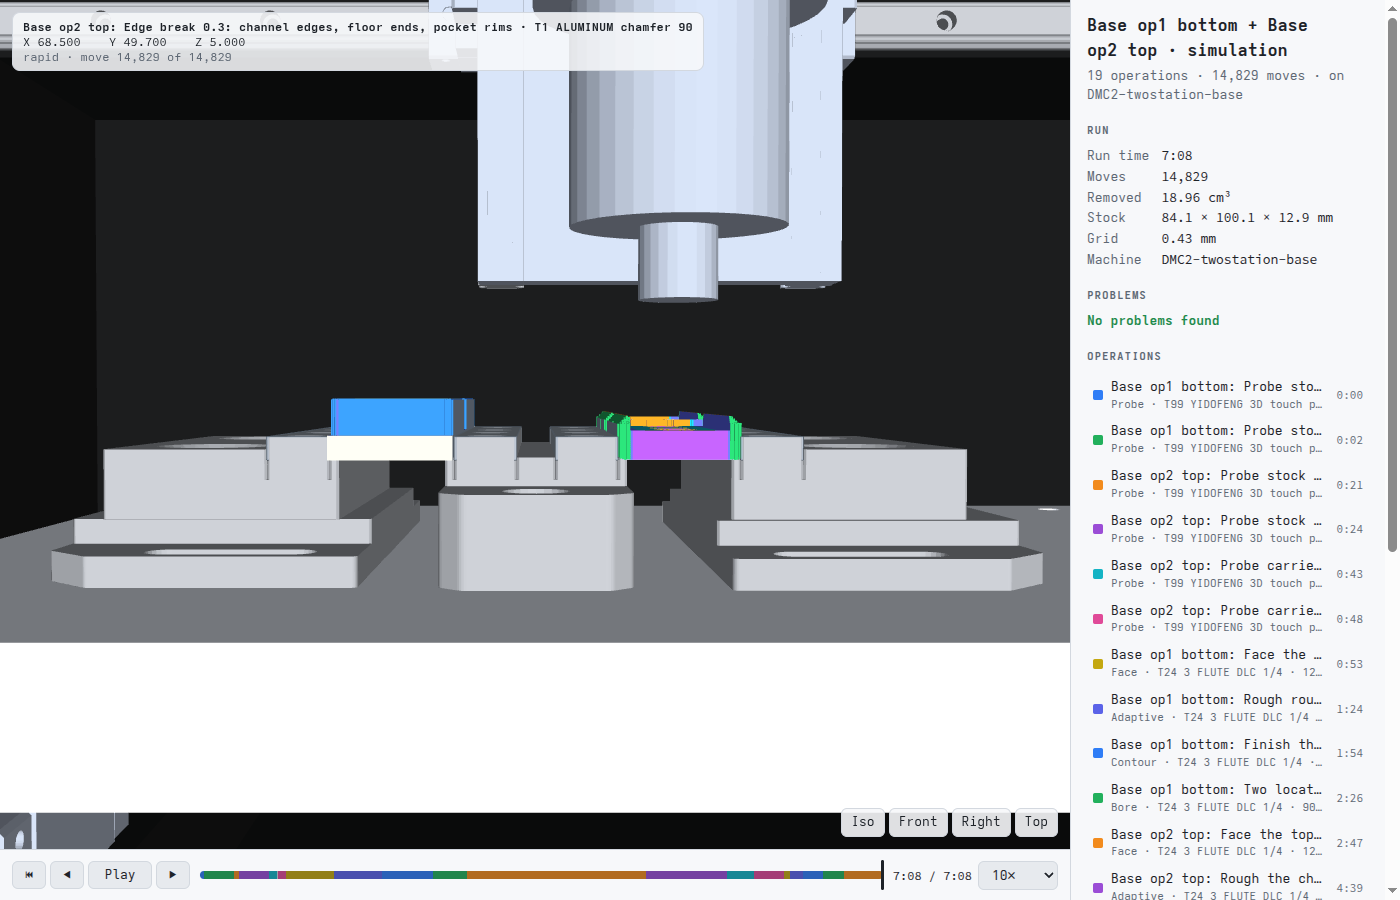 Base op2 top: Edge break 0.3: channel edges, floor ends, pocket rims · T1 ALUMINUM chamfer 90
X 68.500 Y 49.700 Z 5.000
rapid · move 14,829 of 14,829
Iso Front Right Top
Play
7:08 / 7:08 10×
Base op1 bottom + Base
op2 top · simulation
19 operations · 14,829 moves · on
DMC2-twostation-base
RUN
Run time 7:08
Moves 14,829
Removed 18.96 cm³
Stock 84.1 × 100.1 × 12.9 mm
Grid 0.43 mm
Machine DMC2-twostation-base
PROBLEMS
No problems found
OPERATIONS
Base op1 bottom: Probe sto… 0:00
Probe · T99 YIDOFENG 3D touch p…
Base op1 bottom: Probe sto… 0:02
Probe · T99 YIDOFENG 3D touch p…
Base op2 top: Probe stock … 0:21
Probe · T99 YIDOFENG 3D touch p…
Base op2 top: Probe stock … 0:24
Probe · T99 YIDOFENG 3D touch p…
Base op2 top: Probe carrie… 0:43
Probe · T99 YIDOFENG 3D touch p…
Base op2 top: Probe carrie… 0:48
Probe · T99 YIDOFENG 3D touch p…
Base op1 bottom: Face the … 0:53
Face · T24 3 FLUTE DLC 1/4 · 12…
Base op1 bottom: Rough rou… 1:24
Adaptive · T24 3 FLUTE DLC 1/4 …
Base op1 bottom: Finish th… 1:54
Contour · T24 3 FLUTE DLC 1/4 ·…
Base op1 bottom: Two locat… 2:26
Bore · T24 3 FLUTE DLC 1/4 · 90…
Base op2 top: Face the top… 2:47
Face · T24 3 FLUTE DLC 1/4 · 12…
Base op2 top: Rough the ch… 4:39
Adaptive · T24 3 FLUTE DLC 1/4 …